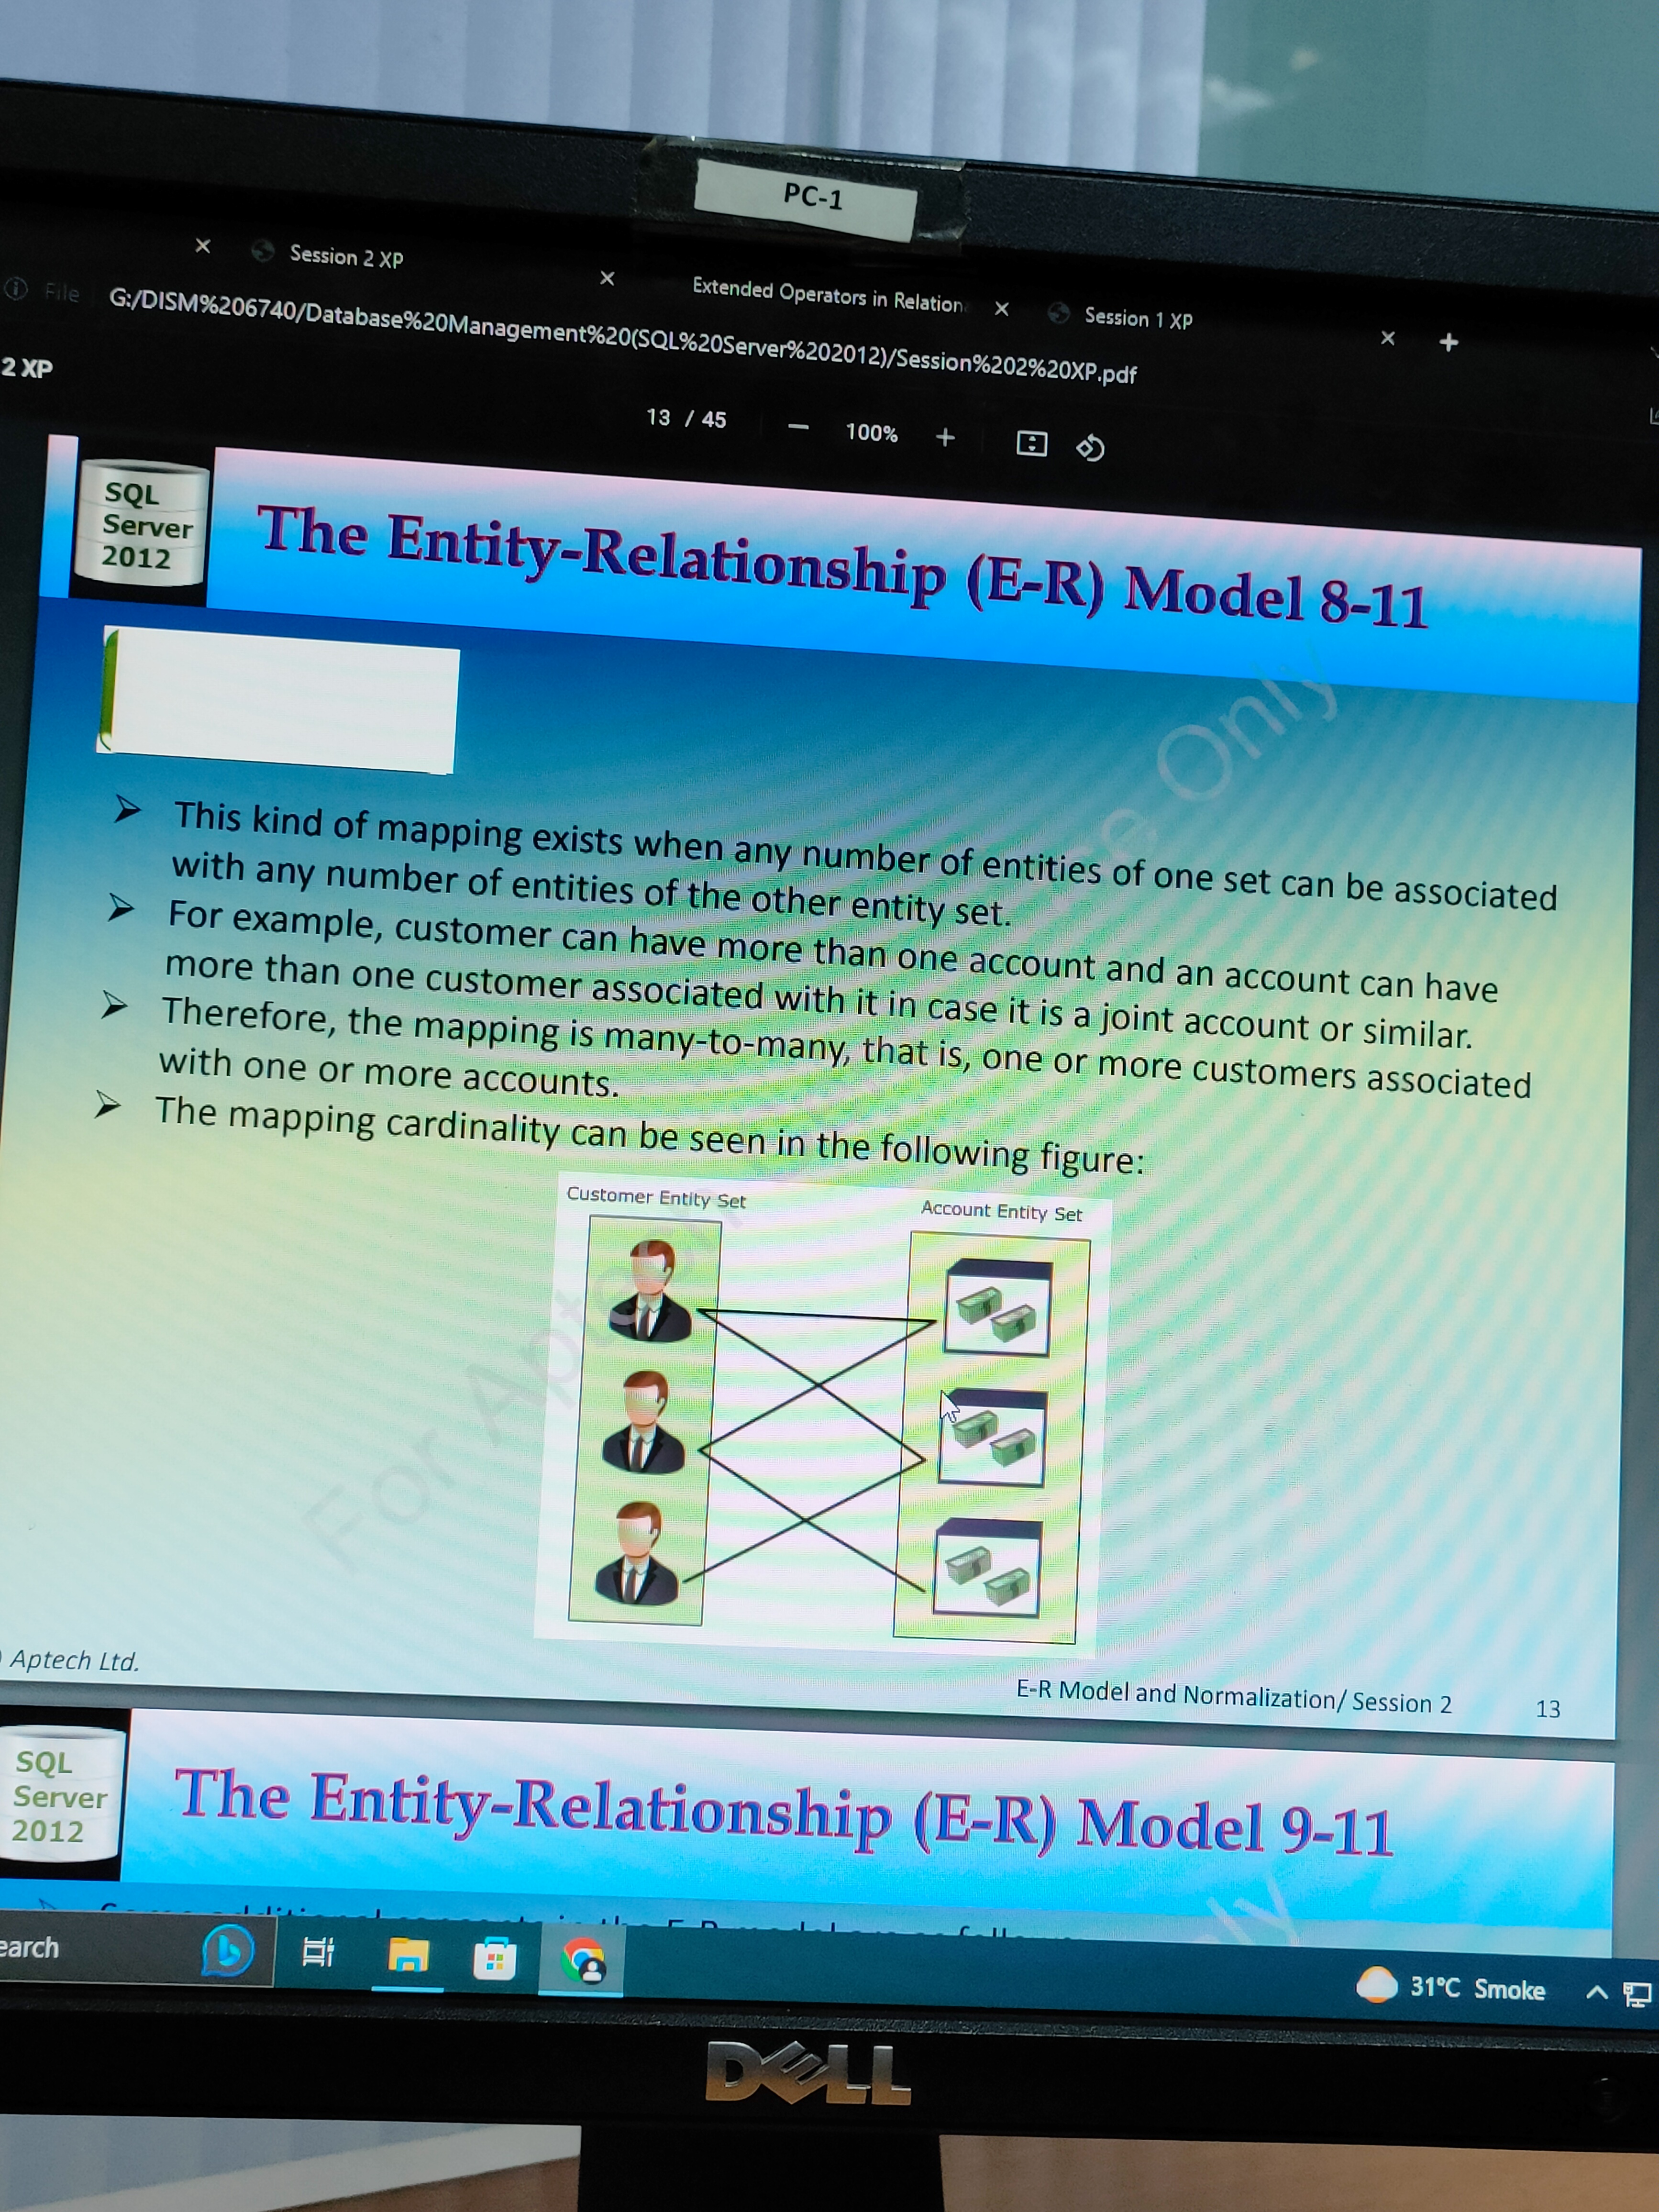 PC-1
Session 2 XP
Extended Operators in Relation
Session 1 XP
File
G:/DISM%206740/Database%20Management%20(SQL%20Server%202012)/Session%202%20XP.pdf
2 XP
13 / 45
100%
SQL
Server
2012
The Entity-Relationship (E-R) Model 8-11
This kind of mapping exists when any number of entities of one set can be associated
with any number of entities of the other entity set.
For example, customer can have more than one account and an account can have
more than one customer associated with it in case it is a joint account or similar.
Therefore, the mapping is many-to-many, that is, one or more customers associated
with one or more accounts.
The mapping cardinality can be seen in the following figure:
Customer Entity Set
Account Entity Set
For Aptech
Only
Aptech Ltd.
E-R Model and Normalization/ Session 2
13
SQL
Server
2012
The Entity-Relationship (E-R) Model 9-11
earch
31°C Smoke
DELL